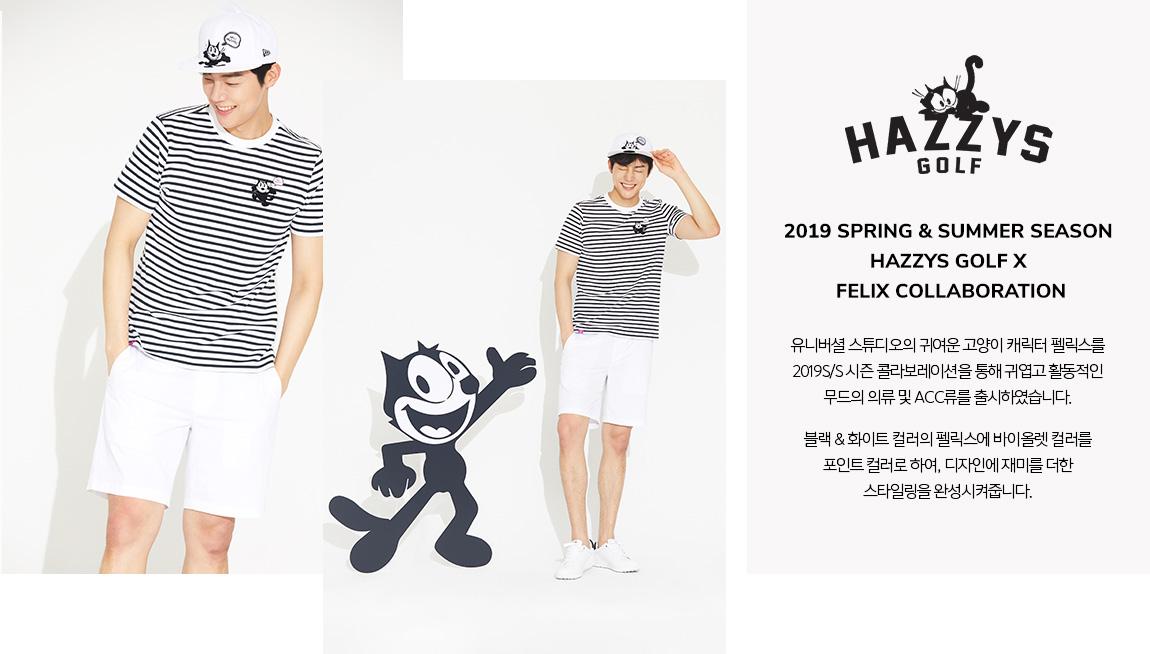 HAZZYS
GOLF
2019 SPRING & SUMMER SEASON
HAZZYS GOLF X
FELIX COLLABORATION
유니버셜 스튜디오의 귀여운 고양이 캐릭터 펠릭스를
2019S/S 시즌 콜라보레이션을 통해 귀엽고 활동적인
무드의 의류 및 ACC류를 출시하였습니다.
블랙 & 화이트 컬러의 펠릭스에 바이올렛 컬러를
포인트 컬러로 하여, 디자인에 재미를 더한
스타일링을 완성시켜줍니다.